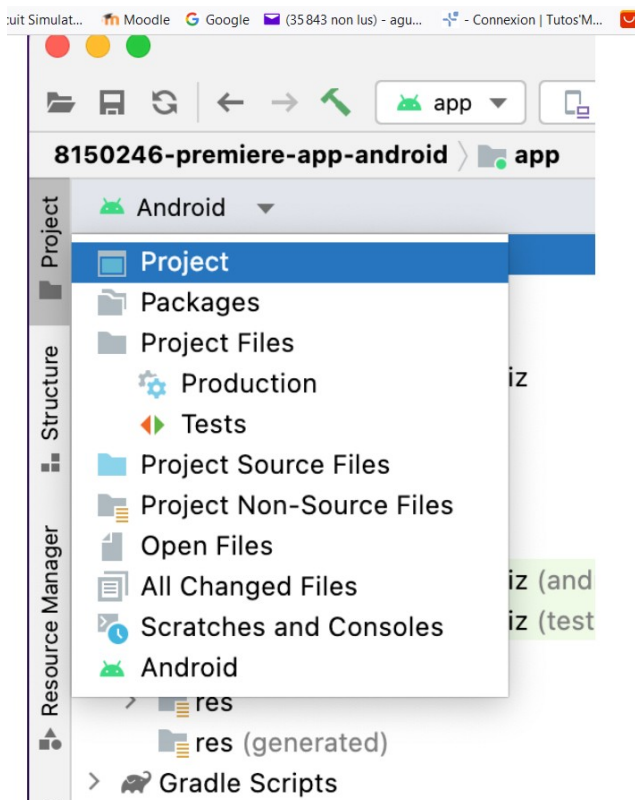 cuit Simulat... Moodle Google (35 843 non lus) - agu... - Connexion | Tutos'M...
app
8150246-premiere-app-android app
Project
Structure
Resource Manager
Android
Project
Packages
Project Files
Production
iz
Tests
Project Source Files
Project Non-Source Files
Open Files
All Changed Files
iz (and
Scratches and Consoles
iz (test
Android
res
res (generated)
Gradle Scripts